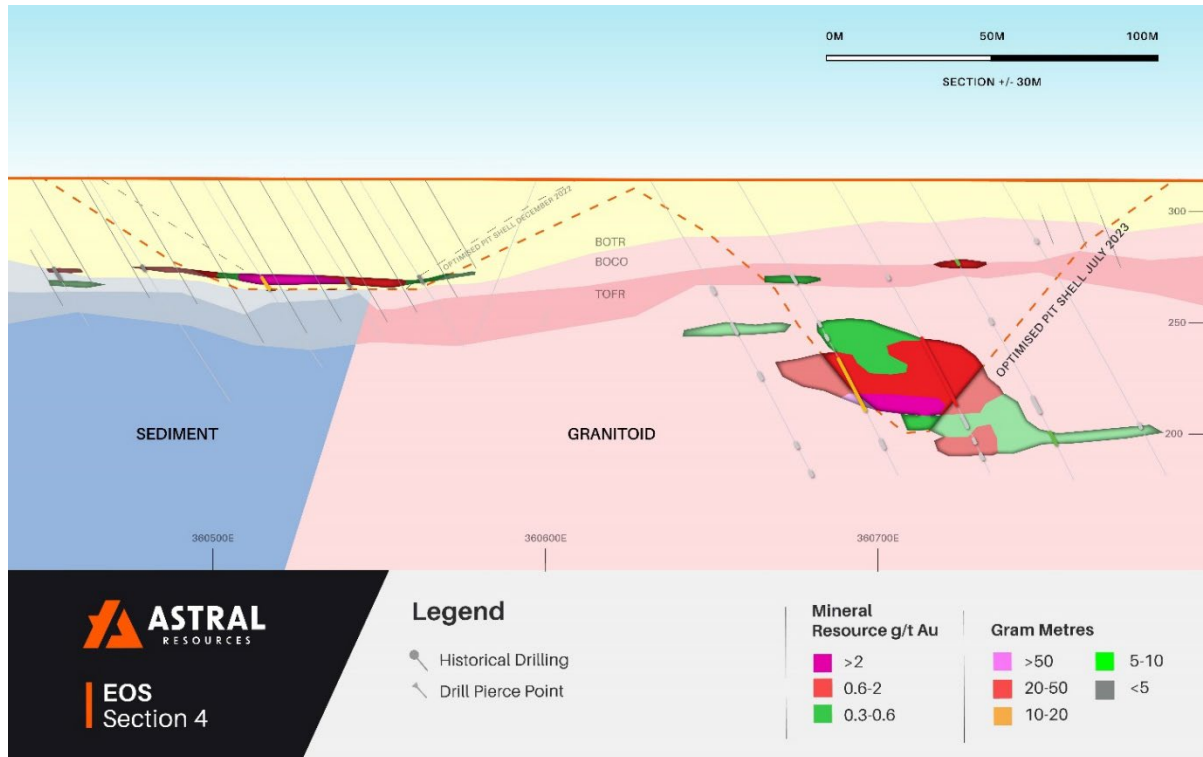 0M 50M 100M
SECTION +/- 30M
OPTIMISED PIT SHELL DECEMBER 2022
300
BOTR
BOCO
TOFR
OPTIMISED PIT SHELL JULY 2023
250
SEDIMENT
GRANITOID
200
360500E
360600E
360700E
ASTRAL
RESOURCES
EOS
Section 4
Legend
Historical Drilling
Drill Pierce Point
Mineral
Resource g/t Au
>2
0.6-2
0.3-0.6
Gram Metres
>50
20-50
10-20
5-10
<5